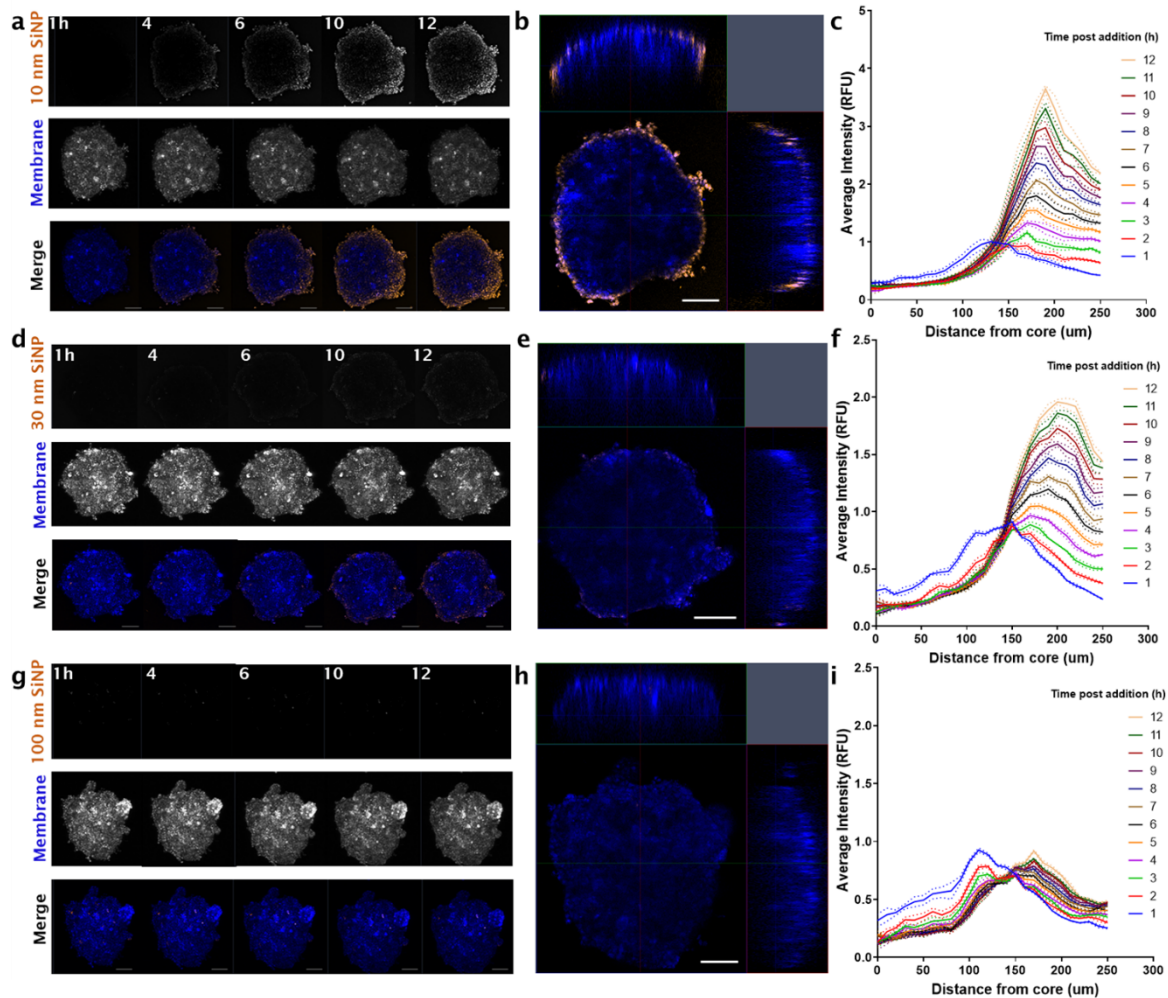 a
1h
4
6
10
12
10 nm SiNP
Membrane
Merge
b
c
Time post addition (h)
12
11
10
9
8
7
6
5
4
3
2
1
Average Intensity (RFU)
5
4
3
2
1
0
0
50
100
150
200
250
300
Distance from core (um)
d
1h
4
6
10
12
30 nm SiNP
Membrane
Merge
e
f
Time post addition (h)
12
11
10
9
8
7
6
5
4
3
2
1
Average Intensity (RFU)
2.5
2.0
1.5
1.0
0.5
0.0
0
50
100
150
200
250
300
Distance from core (um)
g
1h
4
6
10
12
100 nm SiNP
Membrane
Merge
h
i
Time post addition (h)
12
11
10
9
8
7
6
5
4
3
2
1
Average Intensity (RFU)
2.5
2.0
1.5
1.0
0.5
0.0
0
50
100
150
200
250
300
Distance from core (um)